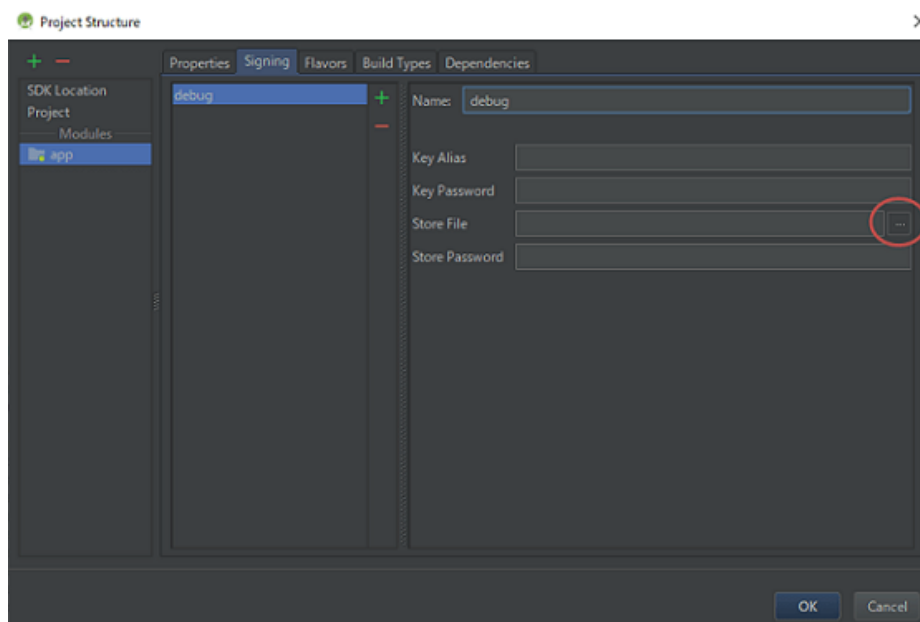 Project Structure
Properties Signing Flavors Build Types Dependencies
SDK Location
Project
Modules
app
debug
Name: debug
Key Alias
Key Password
Store File ...
Store Password
OK Cancel